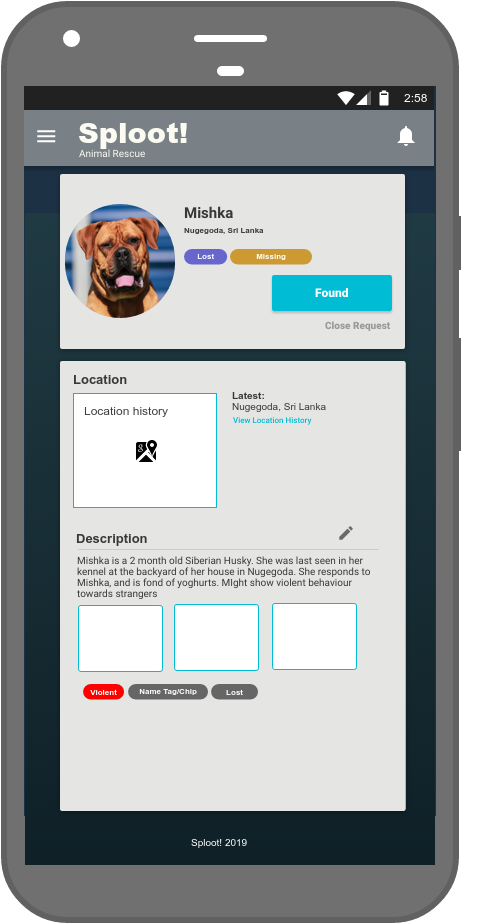 2:58
Sploot!
Animal Rescue
Mishka
Nugegoda, Sri Lanka
Lost
Missing
Found
Close Request
Location
Location history
Latest:
Nugegoda, Sri Lanka
View Location History
Description
Mishka is a 2 month old Siberian Husky. She was last seen in her
kennel at the backyard of her house in Nugegoda. She responds to
Mishka, and is fond of yoghurts. MIght show violent behaviour
towards strangers
Violent
Name Tag/Chip
Lost
Sploot! 2019